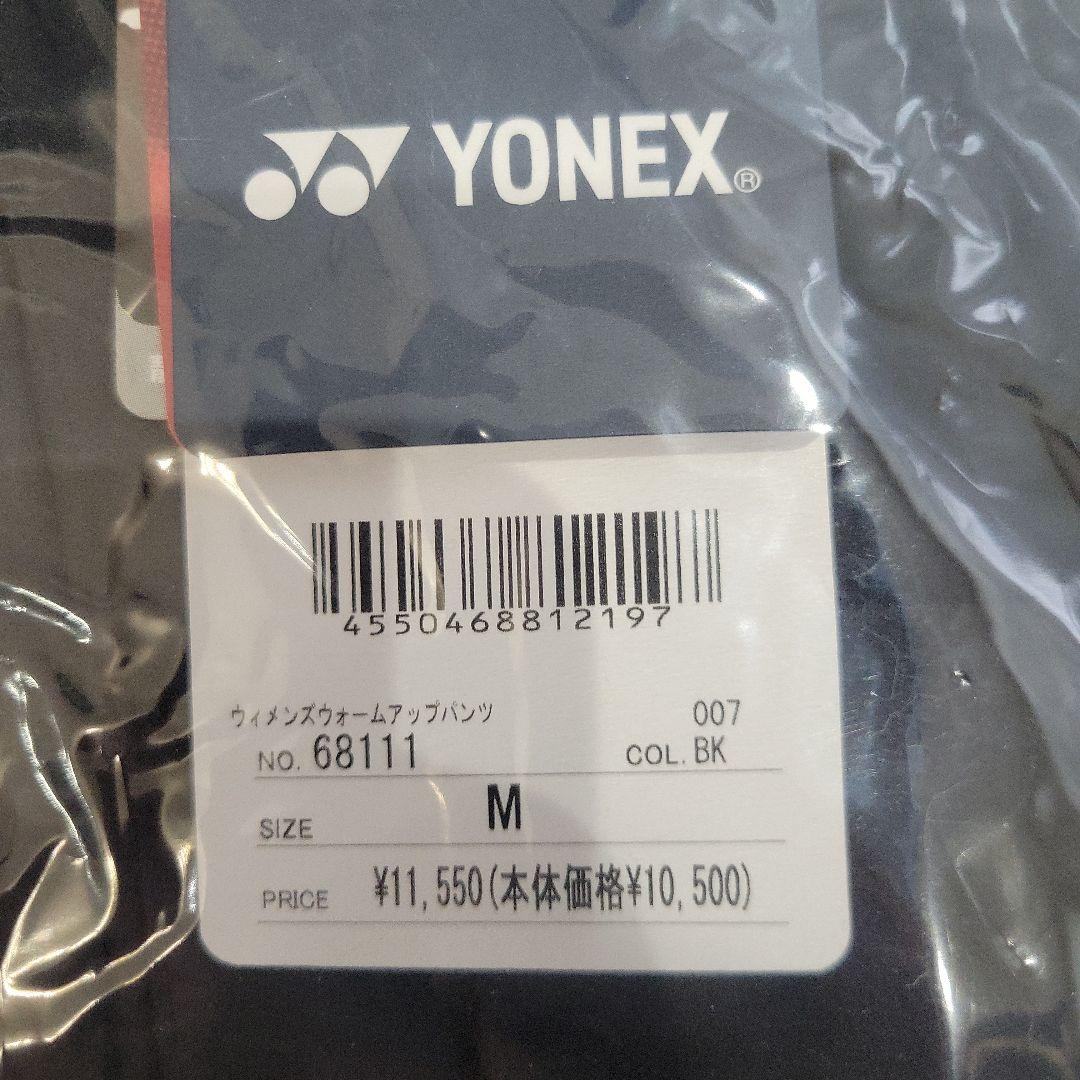 YONEX®
4550468812197
ウィメンズウォームアップパンツ 007
NO. 68111 COL. BK
SIZE M
PRICE ¥11,550(本体価格¥10,500)